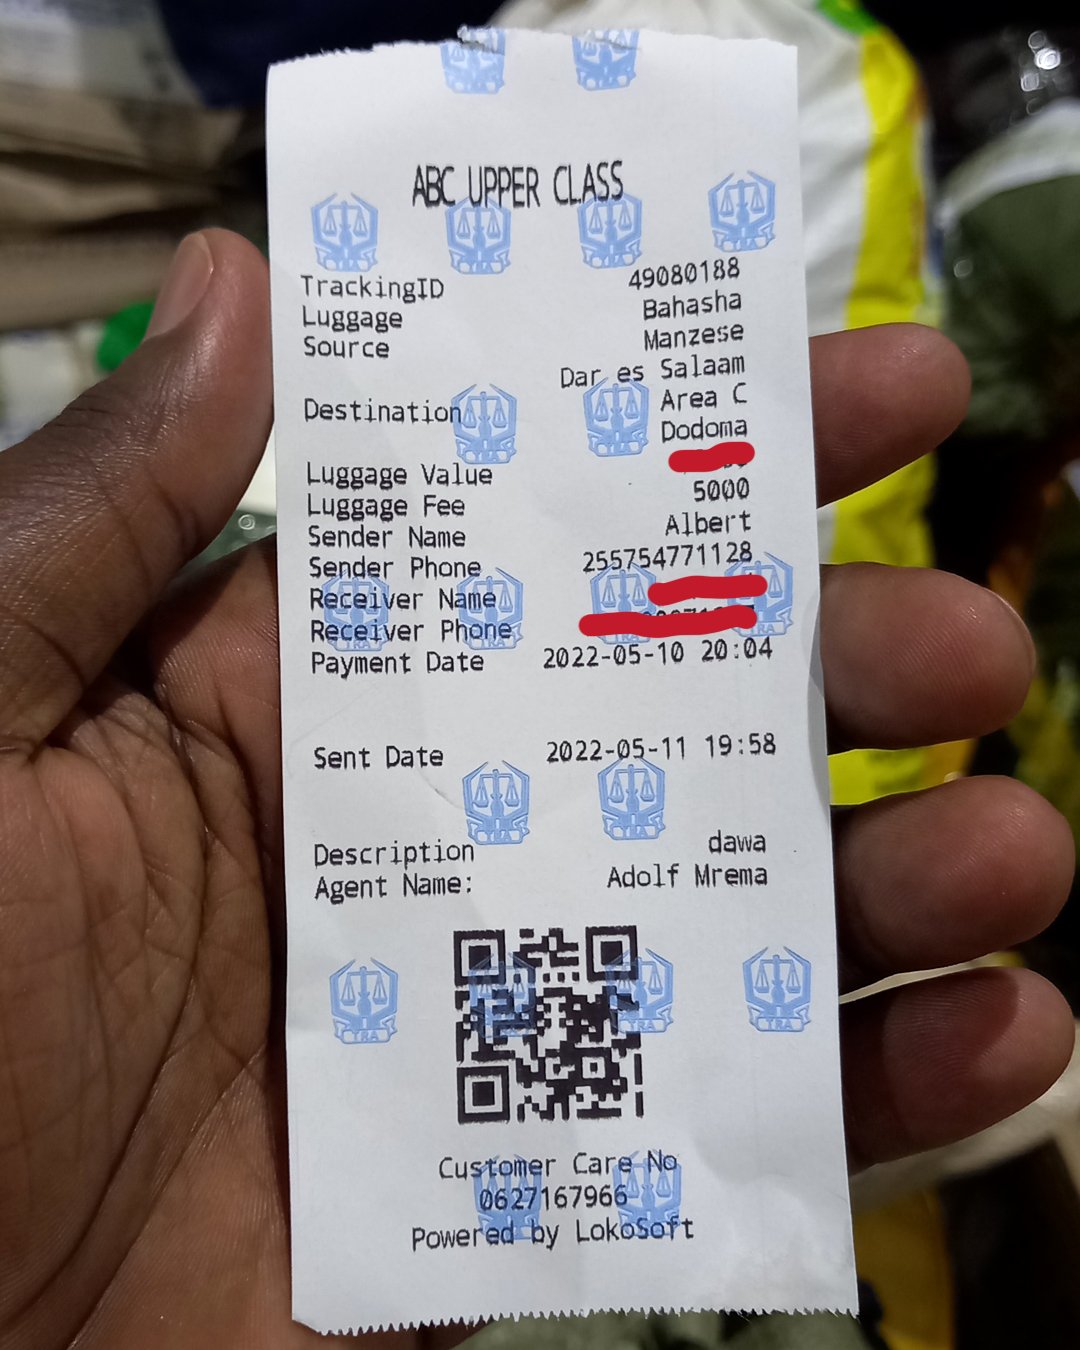 ABC UPPER CLASS
TrackingID 49080188
Luggage Bahasha
Source Manzese
Dar es Salaam
Destination Area C
Dodoma
Luggage Value
Luggage Fee 5000
Sender Name Albert
Sender Phone 255754771128
Receiver Name
Receiver Phone
Payment Date 2022-05-10 20:04
Sent Date 2022-05-11 19:58
Description dawa
Agent Name: Adolf Mrema
TRA
Customer Care No
0627167966
Powered by LokoSoft